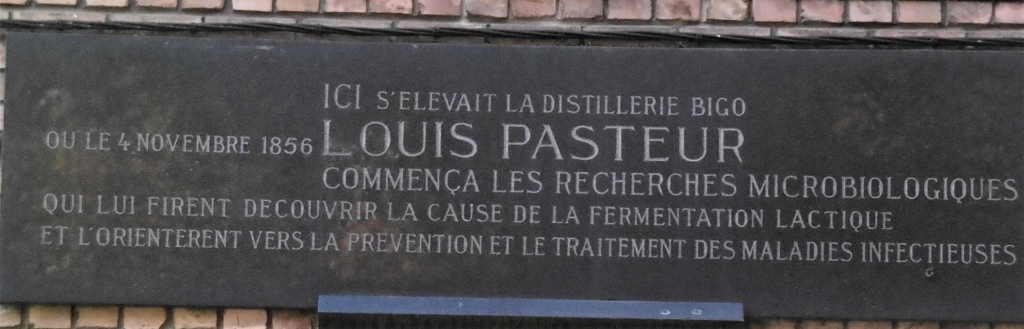 ICI S'ELEVAIT LA DISTILLERIE BIGO
OU LE 4 NOVEMBRE 1856 LOUIS PASTEUR
COMMENÇA LES RECHERCHES MICROBIOLOGIQUES
QUI LUI FIRENT DECOUVRIR LA CAUSE DE LA FERMENTATION LACTIQUE
ET L'ORIENTERENT VERS LA PREVENTION ET LE TRAITEMENT DES MALADIES INFECTIEUSES